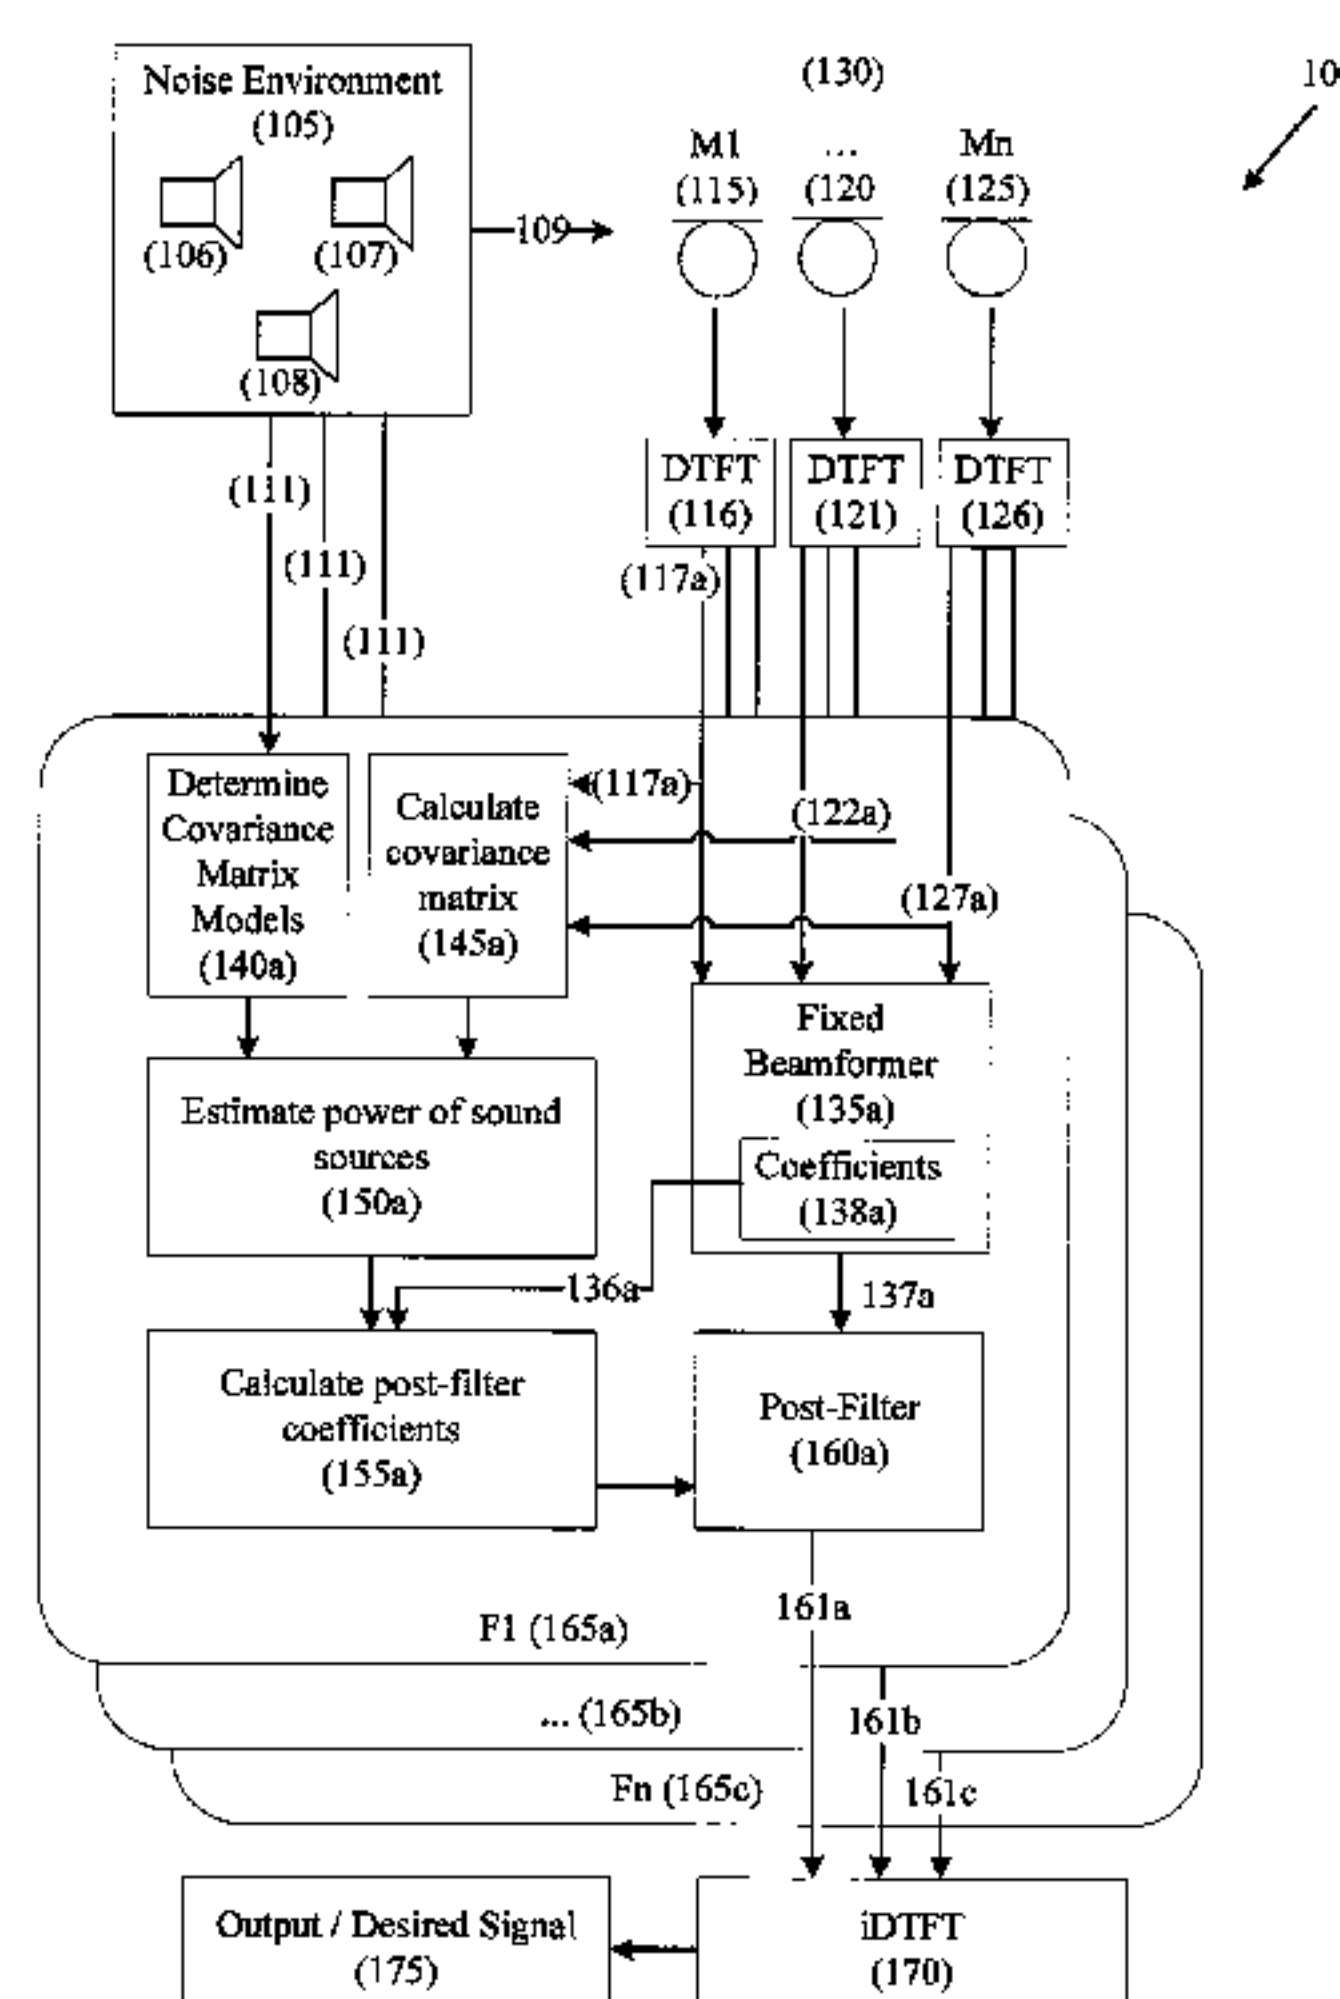 Noise Environment
(105)
(106)
(107)
(108)
109
(130)
10
M1
(115)
...
(120
Mn
(125)
DTFT
(116)
DTFT
(121)
DTFT
(126)
(111)
(111)
(111)
(117a)
Determine
Covariance
Matrix
Models
(140a)
Calculate
covariance
matrix
(145a)
(117a)
(122a)
(127a)
Fixed
Beamformer
(135a)
Coefficients
(138a)
Estimate power of sound
sources
(150a)
136a
137a
Calculate post-filter
coefficients
(155a)
Post-Filter
(160a)
161a
F1 (165a)
161b
... (165b)
161c
Fn (165c)
Output / Desired Signal
(175)
iDTFT
(170)